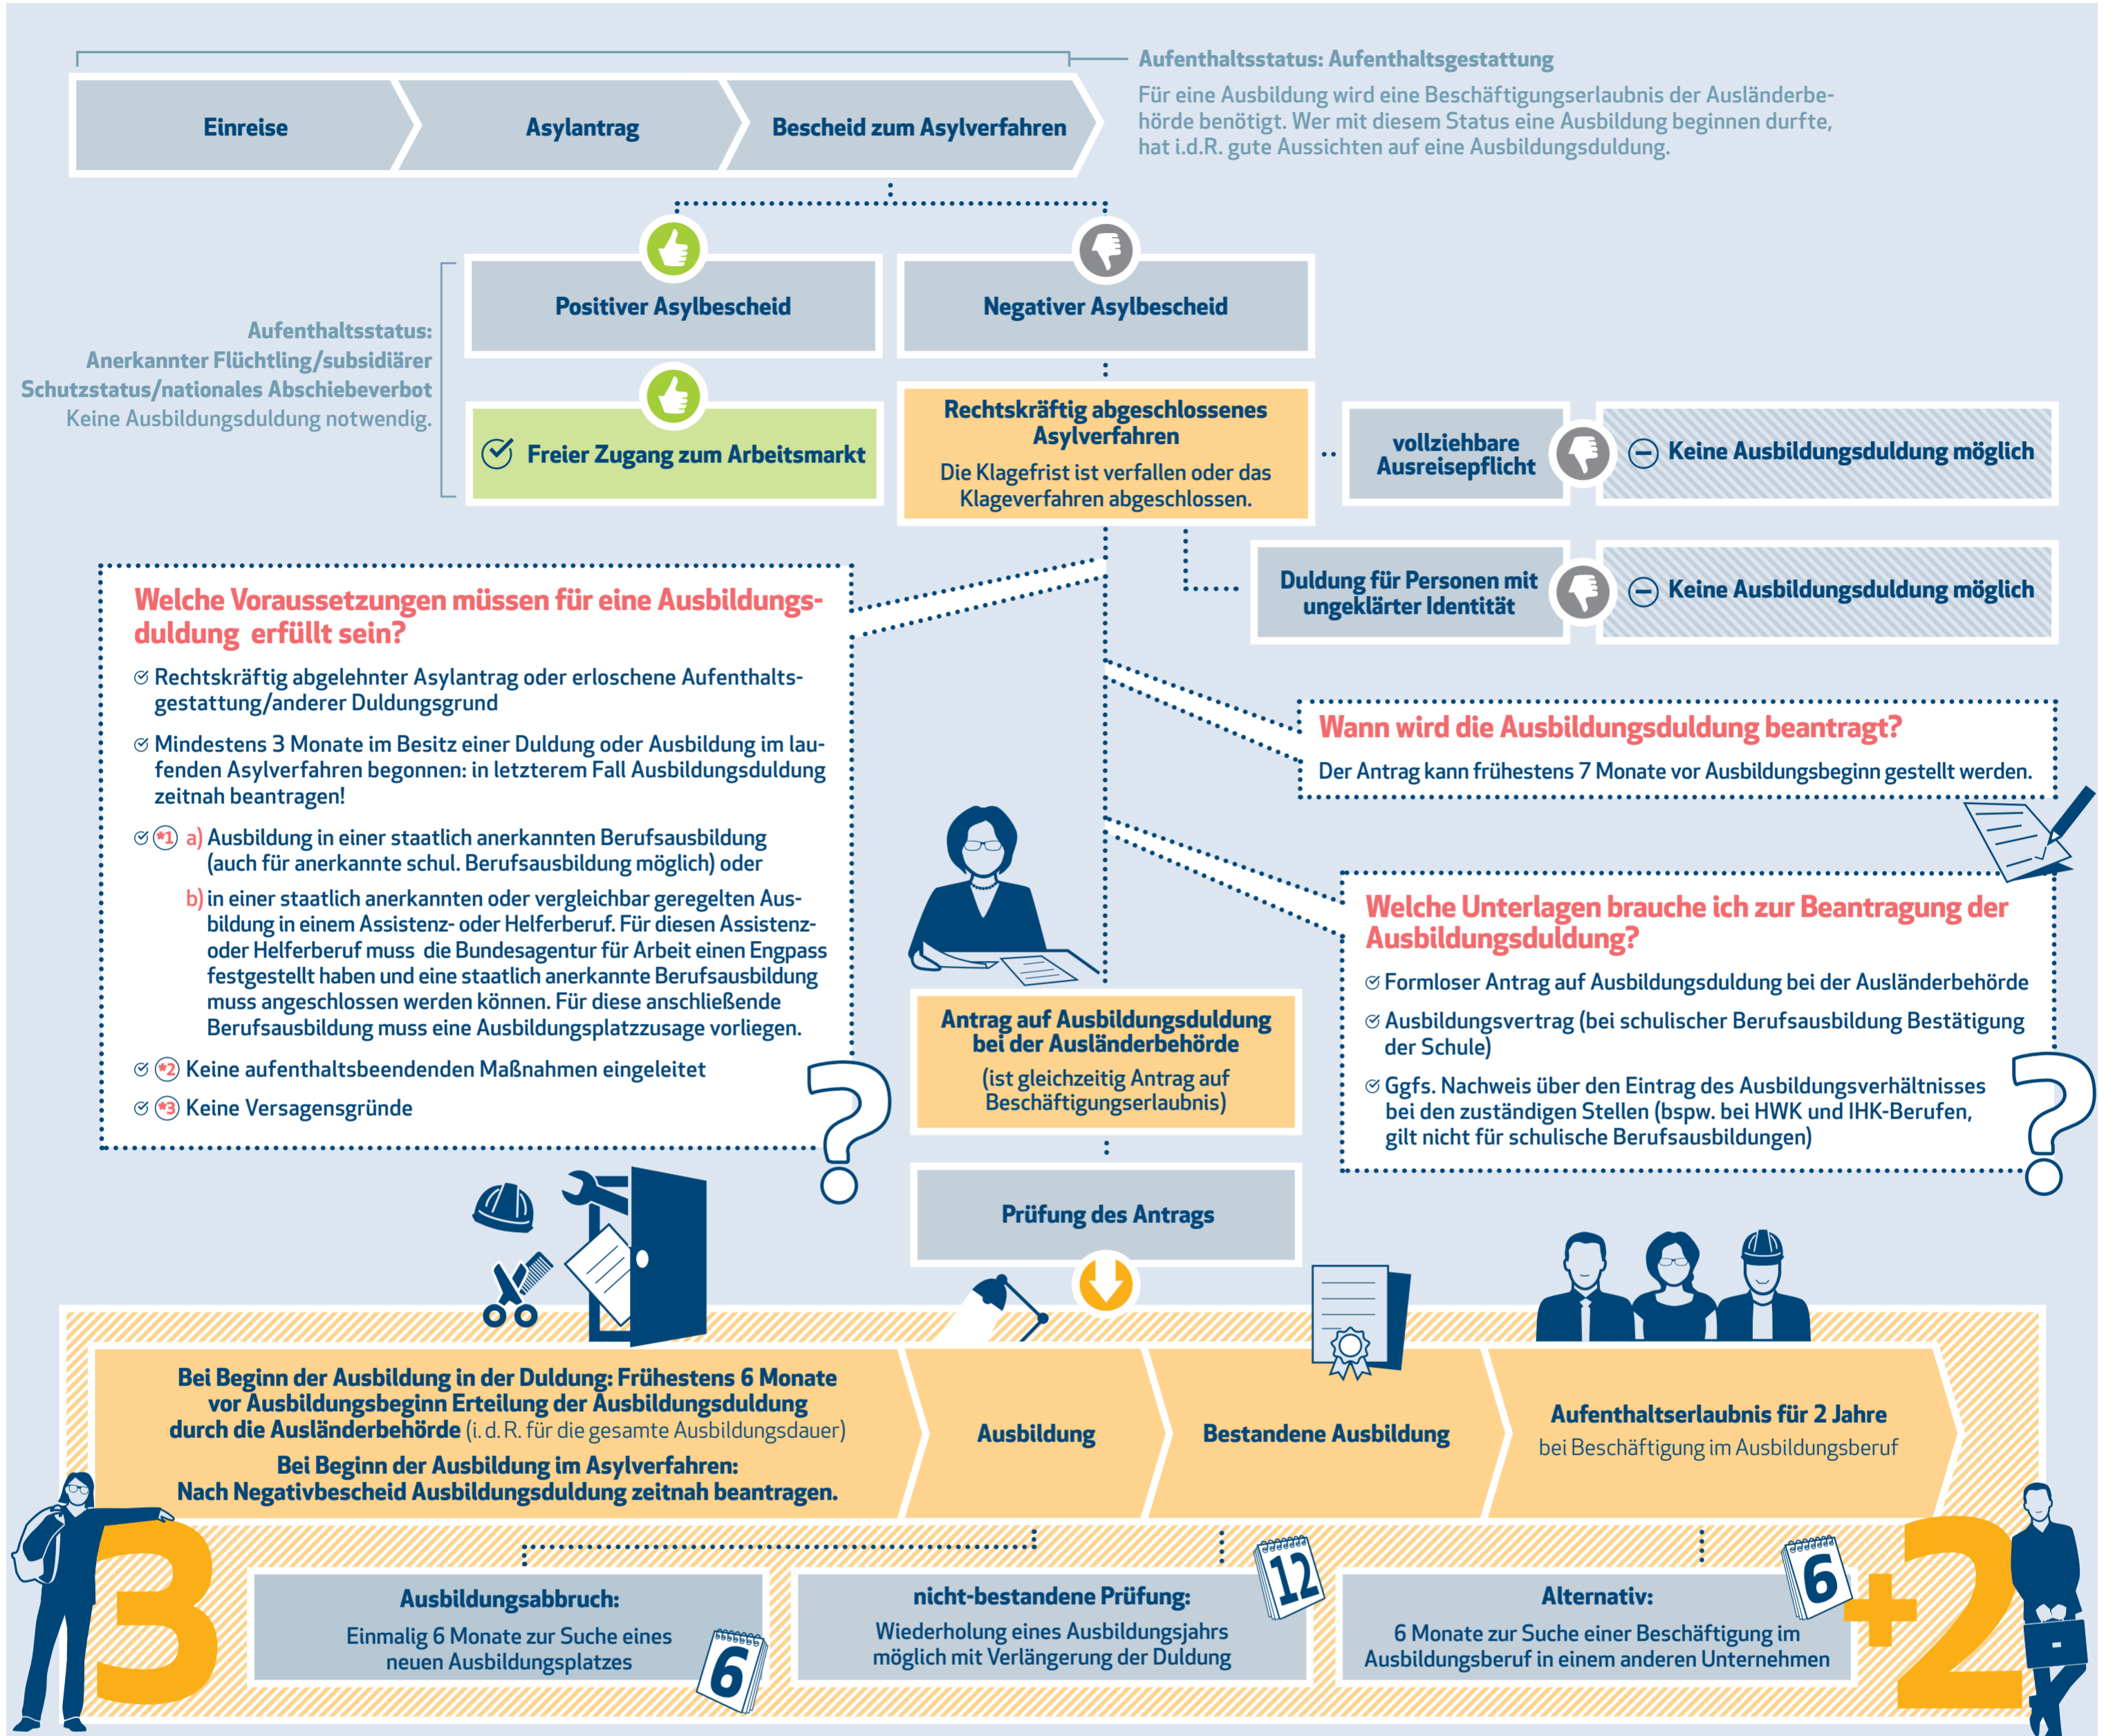 Aufenthaltsstatus: Aufenthaltsgestattung
Für eine Ausbildung wird eine Beschäftigungserlaubnis der Ausländerbe-
hörde benötigt. Wer mit diesem Status eine Ausbildung beginnen durfte,
hat i.d.R. gute Aussichten auf eine Ausbildungsduldung.
Einreise
Asylantrag
Bescheid zum Asylverfahren
Positiver Asylbescheid
Negativer Asylbescheid
Aufenthaltsstatus:
Anerkannter Flüchtling/subsidiärer
Schutzstatus/nationales Abschiebeverbot
Keine Ausbildungsduldung notwendig.
Freier Zugang zum Arbeitsmarkt
Rechtskräftig abgeschlossenes
Asylverfahren
Die Klagefrist ist verfallen oder das
Klageverfahren abgeschlossen.
vollziehbare
Ausreisepflicht
Keine Ausbildungsduldung möglich
Duldung für Personen mit
ungeklärter Identität
Keine Ausbildungsduldung möglich
Welche Voraussetzungen müssen für eine Ausbildungs-
duldung erfüllt sein?
Rechtskräftig abgelehnter Asylantrag oder erloschene Aufenthalts-
gestattung/anderer Duldungsgrund
Mindestens 3 Monate im Besitz einer Duldung oder Ausbildung im lau-
fenden Asylverfahren begonnen: in letzterem Fall Ausbildungsduldung
zeitnah beantragen!
*1 a) Ausbildung in einer staatlich anerkannten Berufsausbildung
(auch für anerkannte schul. Berufsausbildung möglich) oder
b) in einer staatlich anerkannten oder vergleichbar geregelten Aus-
bildung in einem Assistenz- oder Helferberuf. Für diesen Assistenz-
oder Helferberuf muss die Bundesagentur für Arbeit einen Engpass
festgestellt haben und eine staatlich anerkannte Berufsausbildung
muss angeschlossen werden können. Für diese anschließende
Berufsausbildung muss eine Ausbildungsplatzzusage vorliegen.
*2 Keine aufenthaltsbeendenden Maßnahmen eingeleitet
*3 Keine Versagensgründe
?
Wann wird die Ausbildungsduldung beantragt?
Der Antrag kann frühestens 7 Monate vor Ausbildungsbeginn gestellt werden.
Welche Unterlagen brauche ich zur Beantragung der
Ausbildungsduldung?
Formloser Antrag auf Ausbildungsduldung bei der Ausländerbehörde
Ausbildungsvertrag (bei schulischer Berufsausbildung Bestätigung
der Schule)
Ggfs. Nachweis über den Eintrag des Ausbildungsverhältnisses
bei den zuständigen Stellen (bspw. bei HWK und IHK-Berufen,
gilt nicht für schulische Berufsausbildungen)
?
Antrag auf Ausbildungsduldung
bei der Ausländerbehörde
(ist gleichzeitig Antrag auf
Beschäftigungserlaubnis)
Prüfung des Antrags
Bei Beginn der Ausbildung in der Duldung: Frühestens 6 Monate
vor Ausbildungsbeginn Erteilung der Ausbildungsduldung
durch die Ausländerbehörde (i. d. R. für die gesamte Ausbildungsdauer)
Bei Beginn der Ausbildung im Asylverfahren:
Nach Negativbescheid Ausbildungsduldung zeitnah beantragen.
Ausbildung
Bestandene Ausbildung
Aufenthaltserlaubnis für 2 Jahre
bei Beschäftigung im Ausbildungsberuf
3
Ausbildungsabbruch:
Einmalig 6 Monate zur Suche eines
neuen Ausbildungsplatzes
6
nicht-bestandene Prüfung:
Wiederholung eines Ausbildungsjahrs
möglich mit Verlängerung der Duldung
12
Alternativ:
6 Monate zur Suche einer Beschäftigung im
Ausbildungsberuf in einem anderen Unternehmen
6
+2